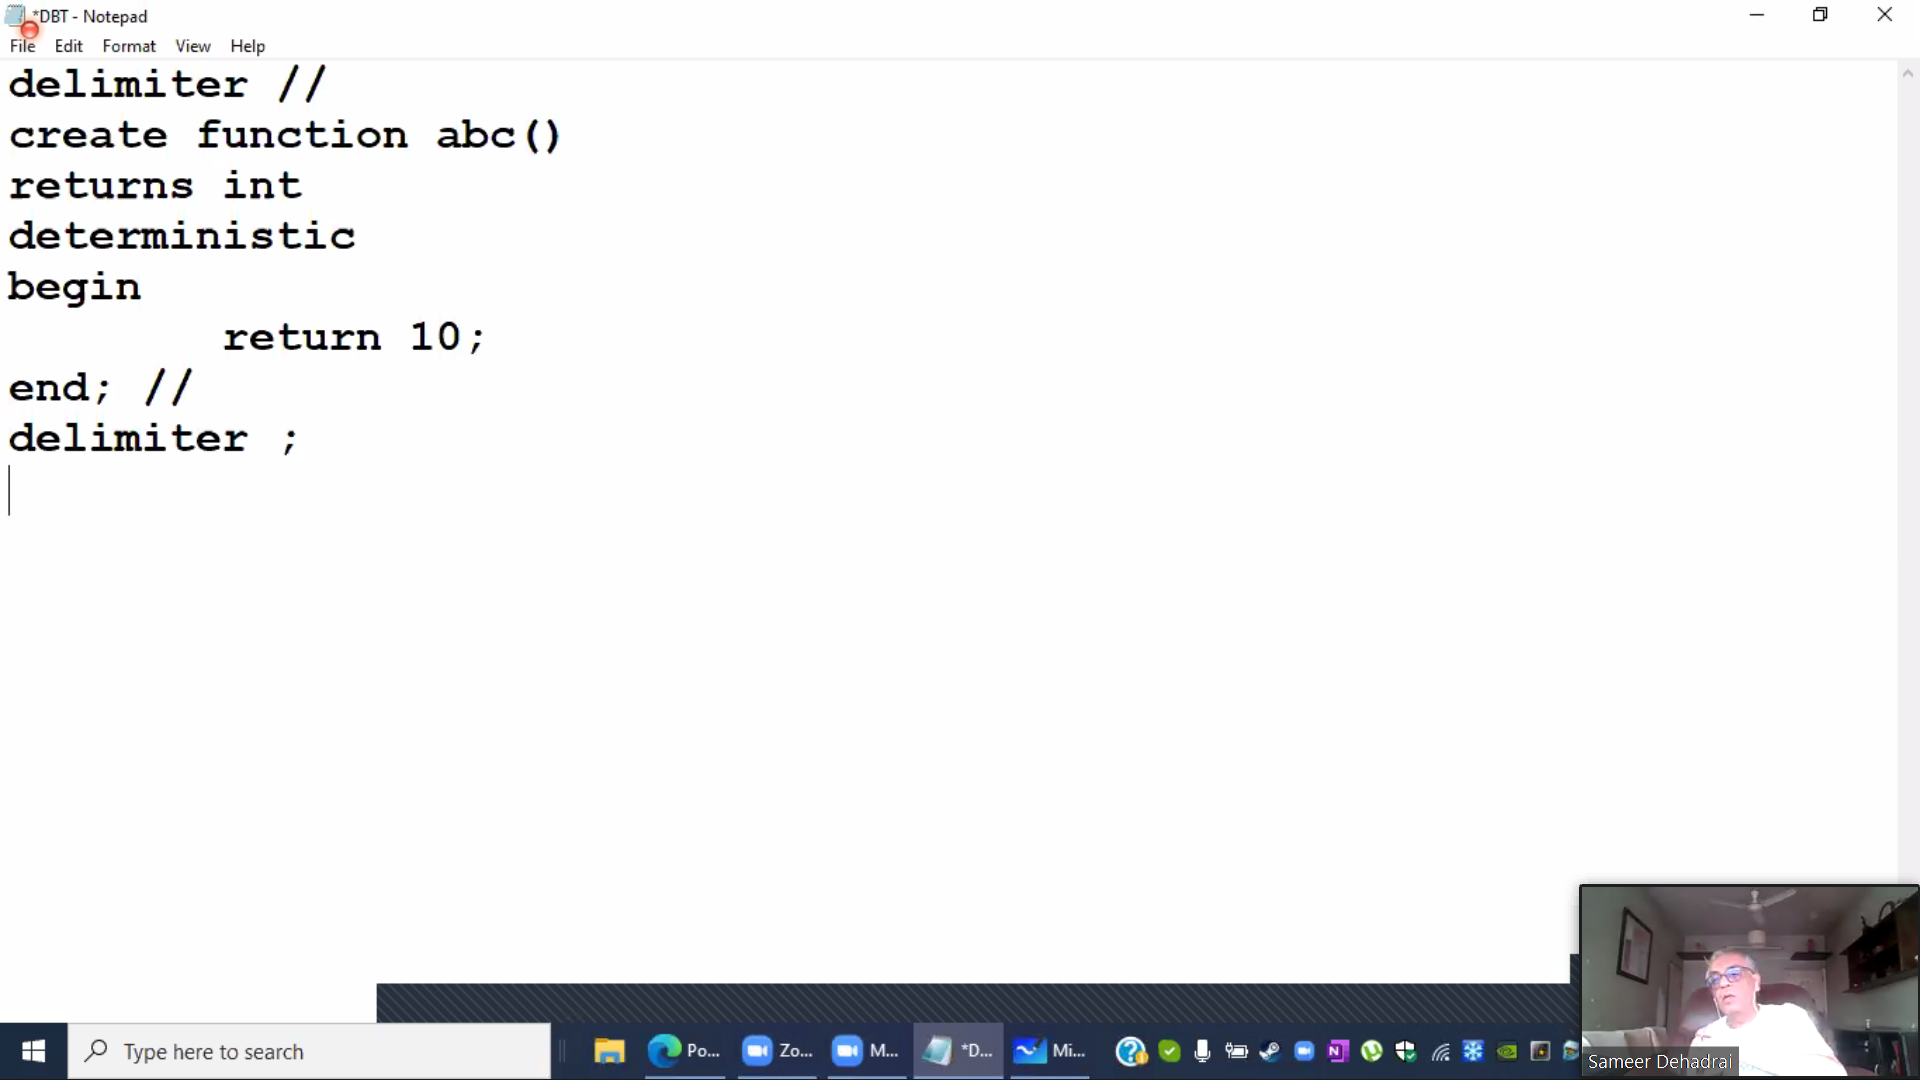 *DBT - Notepad
File Edit Format View Help
delimiter //
create function abc()
returns int
deterministic
begin
return 10;
end; //
delimiter ;
Type here to search
Po...
Zo...
M...
*D...
Mi...
Sameer Dehadrai